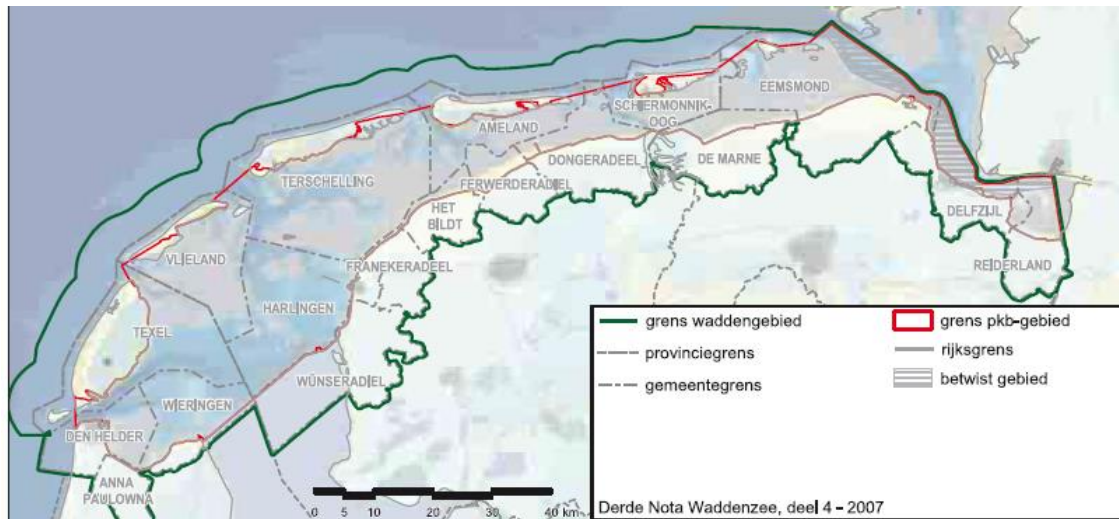 EEMSMOND
SCHIERMONNIK-
OOG
AMELAND
DONGERADEEL
DE MARNE
TERSCHELLING
FERWERDERADIEL
HET
BILDT
DELFZIJL
VLIELAND
FRANEKERADEEL
REIDERLAND
HARLINGEN
TEXEL
WÛNSERADIEL
WIERINGEN
DEN HELDER
ANNA
PAULOWNA
0 5 10 20 30 40 km
grens waddengebied
provinciegrens
gemeentegrens
grens pkb-gebied
rijksgrens
betwist gebied
Derde Nota Waddenzee, deel 4 - 2007